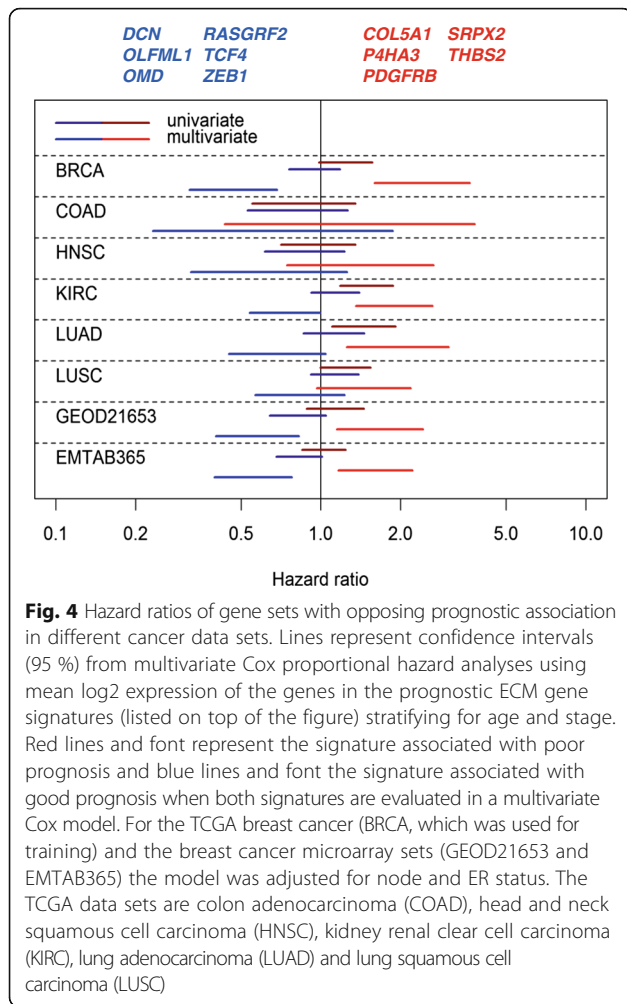 DCN RASGRF2 COL5A1 SRPX2
OLFML1 TCF4 P4HA3 THBS2
OMD ZEB1 PDGFRB
univariate
multivariate
BRCA
COAD
HNSC
KIRC
LUAD
LUSC
GEOD21653
EMTAB365
0.1 0.2 0.5 1.0 2.0 5.0 10.0
Hazard ratio
Fig. 4 Hazard ratios of gene sets with opposing prognostic association
in different cancer data sets. Lines represent confidence intervals
(95 %) from multivariate Cox proportional hazard analyses using
mean log2 expression of the genes in the prognostic ECM gene
signatures (listed on top of the figure) stratifying for age and stage.
Red lines and font represent the signature associated with poor
prognosis and blue lines and font the signature associated with
good prognosis when both signatures are evaluated in a multivariate
Cox model. For the TCGA breast cancer (BRCA, which was used for
training) and the breast cancer microarray sets (GEOD21653 and
EMTAB365) the model was adjusted for node and ER status. The
TCGA data sets are colon adenocarcinoma (COAD), head and neck
squamous cell carcinoma (HNSC), kidney renal clear cell carcinoma
(KIRC), lung adenocarcinoma (LUAD) and lung squamous cell
carcinoma (LUSC)